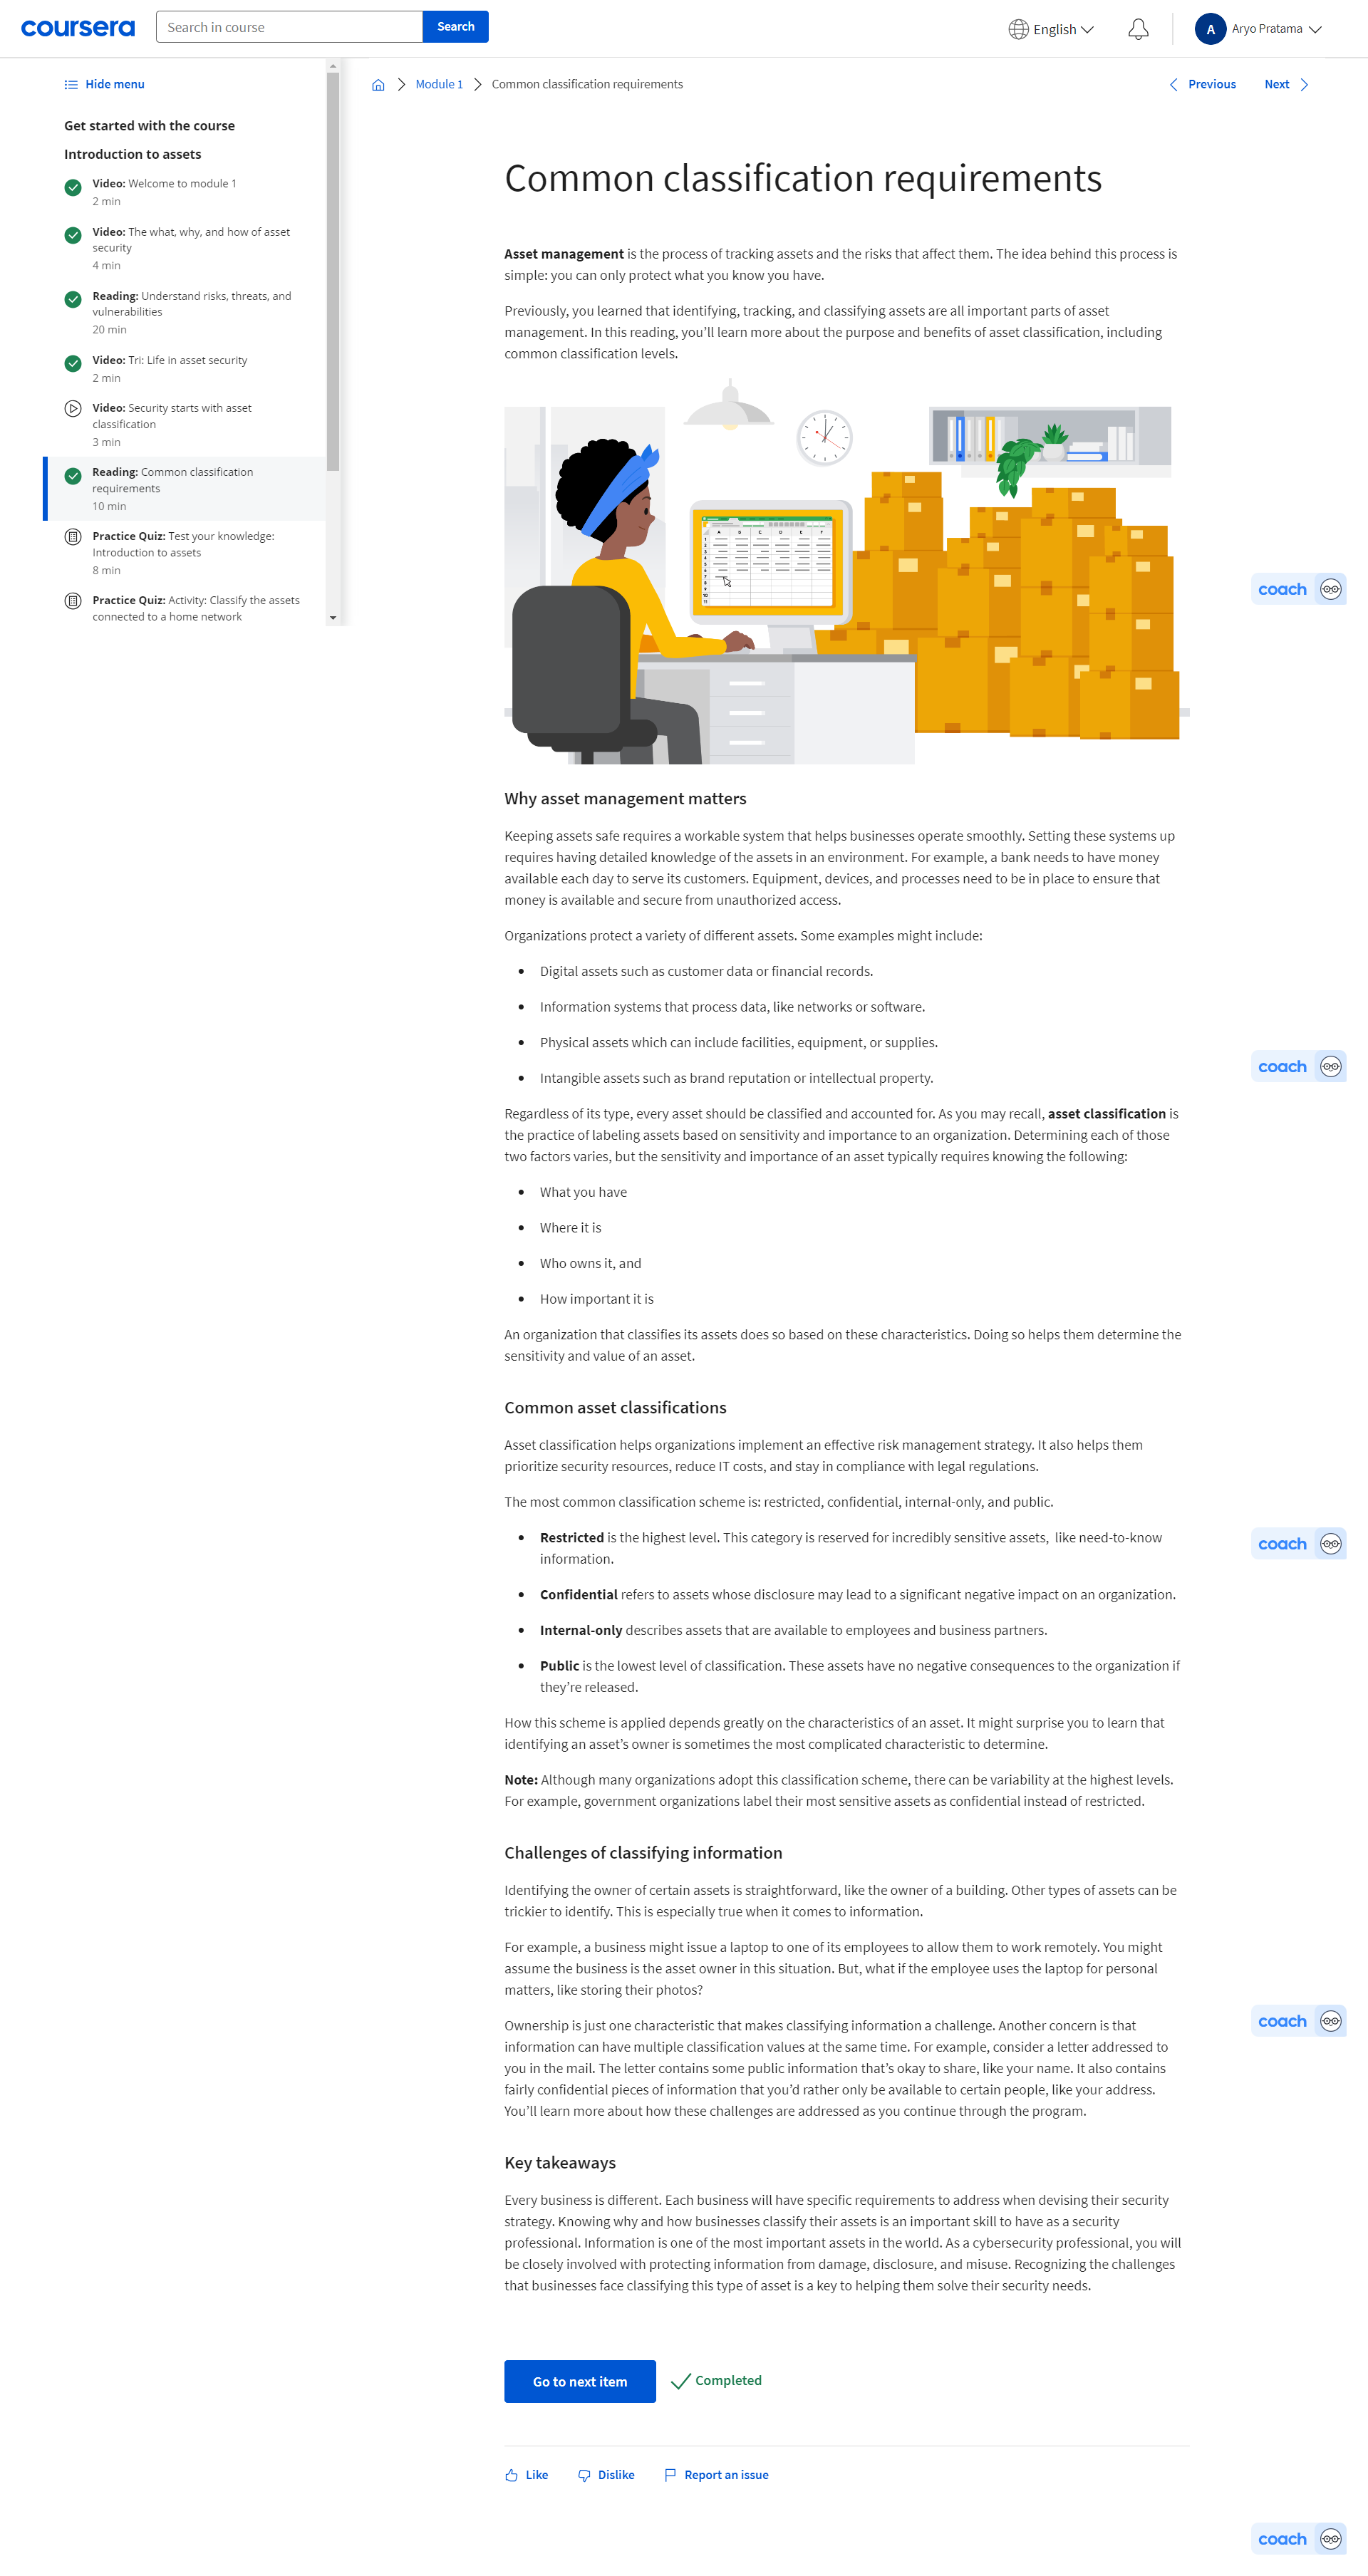 coursera
Search in course
Search
English
A
Aryo Pratama
Hide menu
Get started with the course
Introduction to assets
Video: Welcome to module 1
2 min
Video: The what, why, and how of asset
security
4 min
Reading: Understand risks, threats, and
vulnerabilities
20 min
Video: Tri: Life in asset security
2 min
Video: Security starts with asset
classification
3 min
Reading: Common classification
requirements
10 min
Practice Quiz: Test your knowledge:
Introduction to assets
8 min
Practice Quiz: Activity: Classify the assets
connected to a home network
Module 1
Common classification requirements
Previous
Next
Common classification requirements
Asset management is the process of tracking assets and the risks that affect them. The idea behind this process is
simple: you can only protect what you know you have.
Previously, you learned that identifying, tracking, and classifying assets are all important parts of asset
management. In this reading, you’ll learn more about the purpose and benefits of asset classification, including
common classification levels.
A B C D E F
1
2
3
4
5
6
7
8
9
10
11
coach
Why asset management matters
Keeping assets safe requires a workable system that helps businesses operate smoothly. Setting these systems up
requires having detailed knowledge of the assets in an environment. For example, a bank needs to have money
available each day to serve its customers. Equipment, devices, and processes need to be in place to ensure that
money is available and secure from unauthorized access.
Organizations protect a variety of different assets. Some examples might include:
• Digital assets such as customer data or financial records.
• Information systems that process data, like networks or software.
• Physical assets which can include facilities, equipment, or supplies.
coach
• Intangible assets such as brand reputation or intellectual property.
Regardless of its type, every asset should be classified and accounted for. As you may recall, asset classification is
the practice of labeling assets based on sensitivity and importance to an organization. Determining each of those
two factors varies, but the sensitivity and importance of an asset typically requires knowing the following:
• What you have
• Where it is
• Who owns it, and
• How important it is
An organization that classifies its assets does so based on these characteristics. Doing so helps them determine the
sensitivity and value of an asset.
Common asset classifications
Asset classification helps organizations implement an effective risk management strategy. It also helps them
prioritize security resources, reduce IT costs, and stay in compliance with legal regulations.
The most common classification scheme is: restricted, confidential, internal-only, and public.
• Restricted is the highest level. This category is reserved for incredibly sensitive assets,  like need-to-know
information.
coach
• Confidential refers to assets whose disclosure may lead to a significant negative impact on an organization.
• Internal-only describes assets that are available to employees and business partners.
• Public is the lowest level of classification. These assets have no negative consequences to the organization if
they’re released.
How this scheme is applied depends greatly on the characteristics of an asset. It might surprise you to learn that
identifying an asset’s owner is sometimes the most complicated characteristic to determine.
Note: Although many organizations adopt this classification scheme, there can be variability at the highest levels.
For example, government organizations label their most sensitive assets as confidential instead of restricted.
Challenges of classifying information
Identifying the owner of certain assets is straightforward, like the owner of a building. Other types of assets can be
trickier to identify. This is especially true when it comes to information.
For example, a business might issue a laptop to one of its employees to allow them to work remotely. You might
assume the business is the asset owner in this situation. But, what if the employee uses the laptop for personal
matters, like storing their photos?
coach
Ownership is just one characteristic that makes classifying information a challenge. Another concern is that
information can have multiple classification values at the same time. For example, consider a letter addressed to
you in the mail. The letter contains some public information that’s okay to share, like your name. It also contains
fairly confidential pieces of information that you’d rather only be available to certain people, like your address.
You’ll learn more about how these challenges are addressed as you continue through the program.
Key takeaways
Every business is different. Each business will have specific requirements to address when devising their security
strategy. Knowing why and how businesses classify their assets is an important skill to have as a security
professional. Information is one of the most important assets in the world. As a cybersecurity professional, you will
be closely involved with protecting information from damage, disclosure, and misuse. Recognizing the challenges
that businesses face classifying this type of asset is a key to helping them solve their security needs.
Go to next item
Completed
Like
Dislike
Report an issue
coach